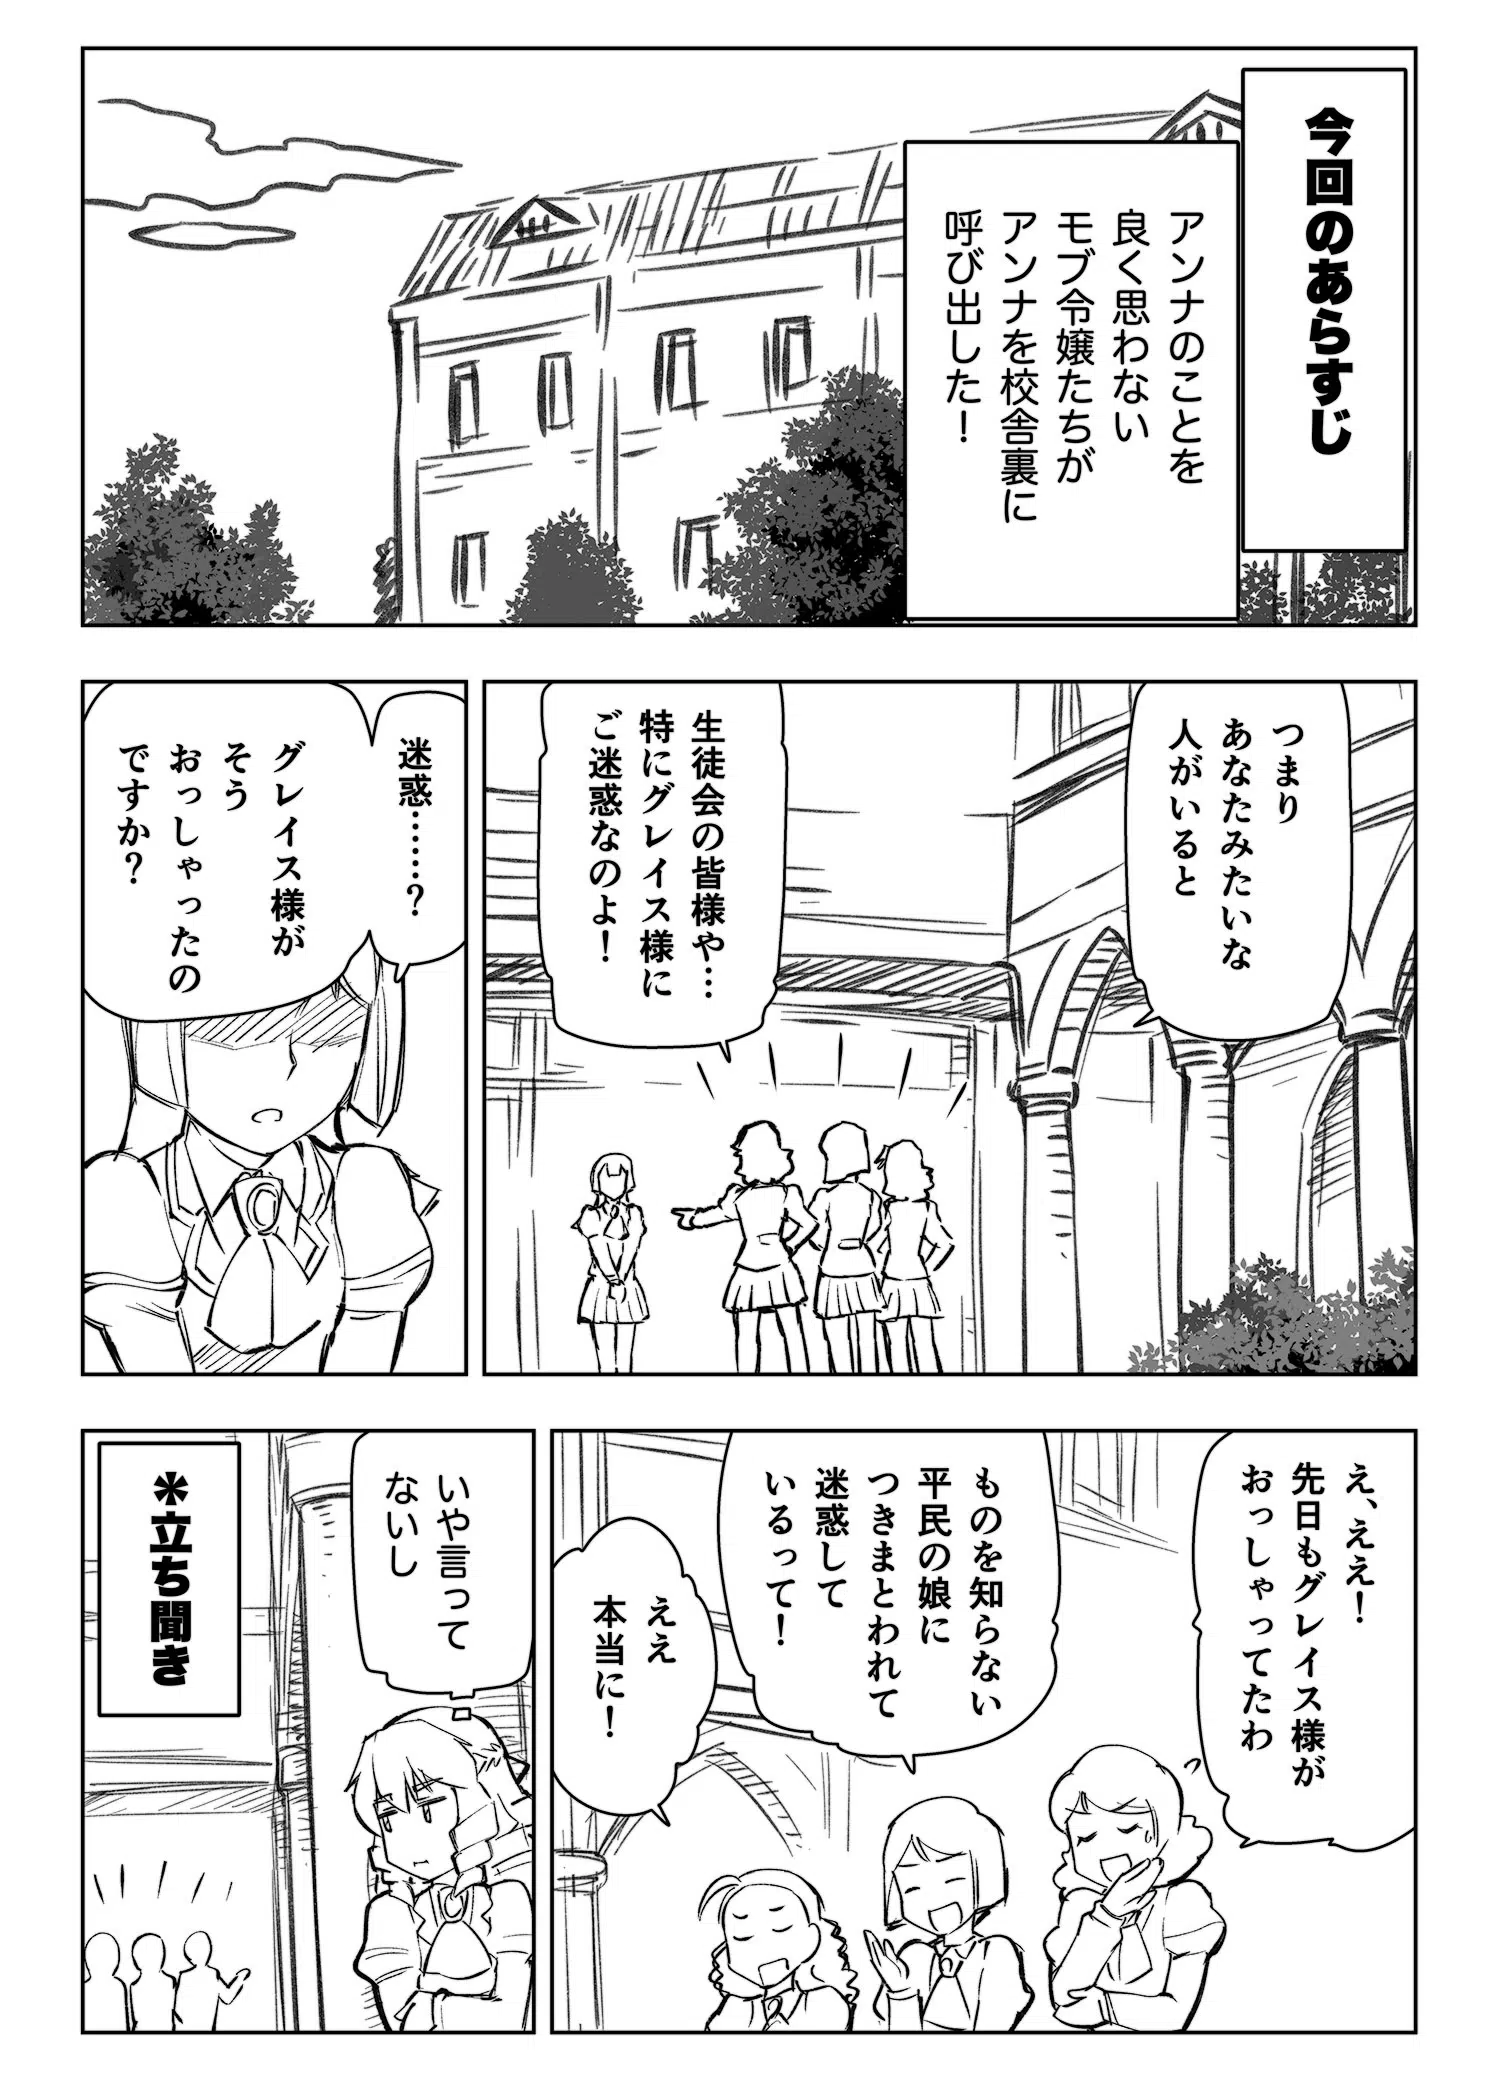 今回のあらすじ
アンナのことを
良く思わない
モブ令嬢たちが
アンナを校舎裏に
呼び出した！
つまり
あなたみたいな
人がいると
生徒会の皆様や…
特にグレイス様に
ご迷惑なのよ！
迷惑………？
グレイス様が
そう
おっしゃったの
ですか？
え、ええ！
先日もグレイス様が
おっしゃってたわ
ものを知らない
平民の娘に
つきまとわれて
迷惑して
いるって！
ええ
本当に！
いや言って
ないし
＊立ち聞き